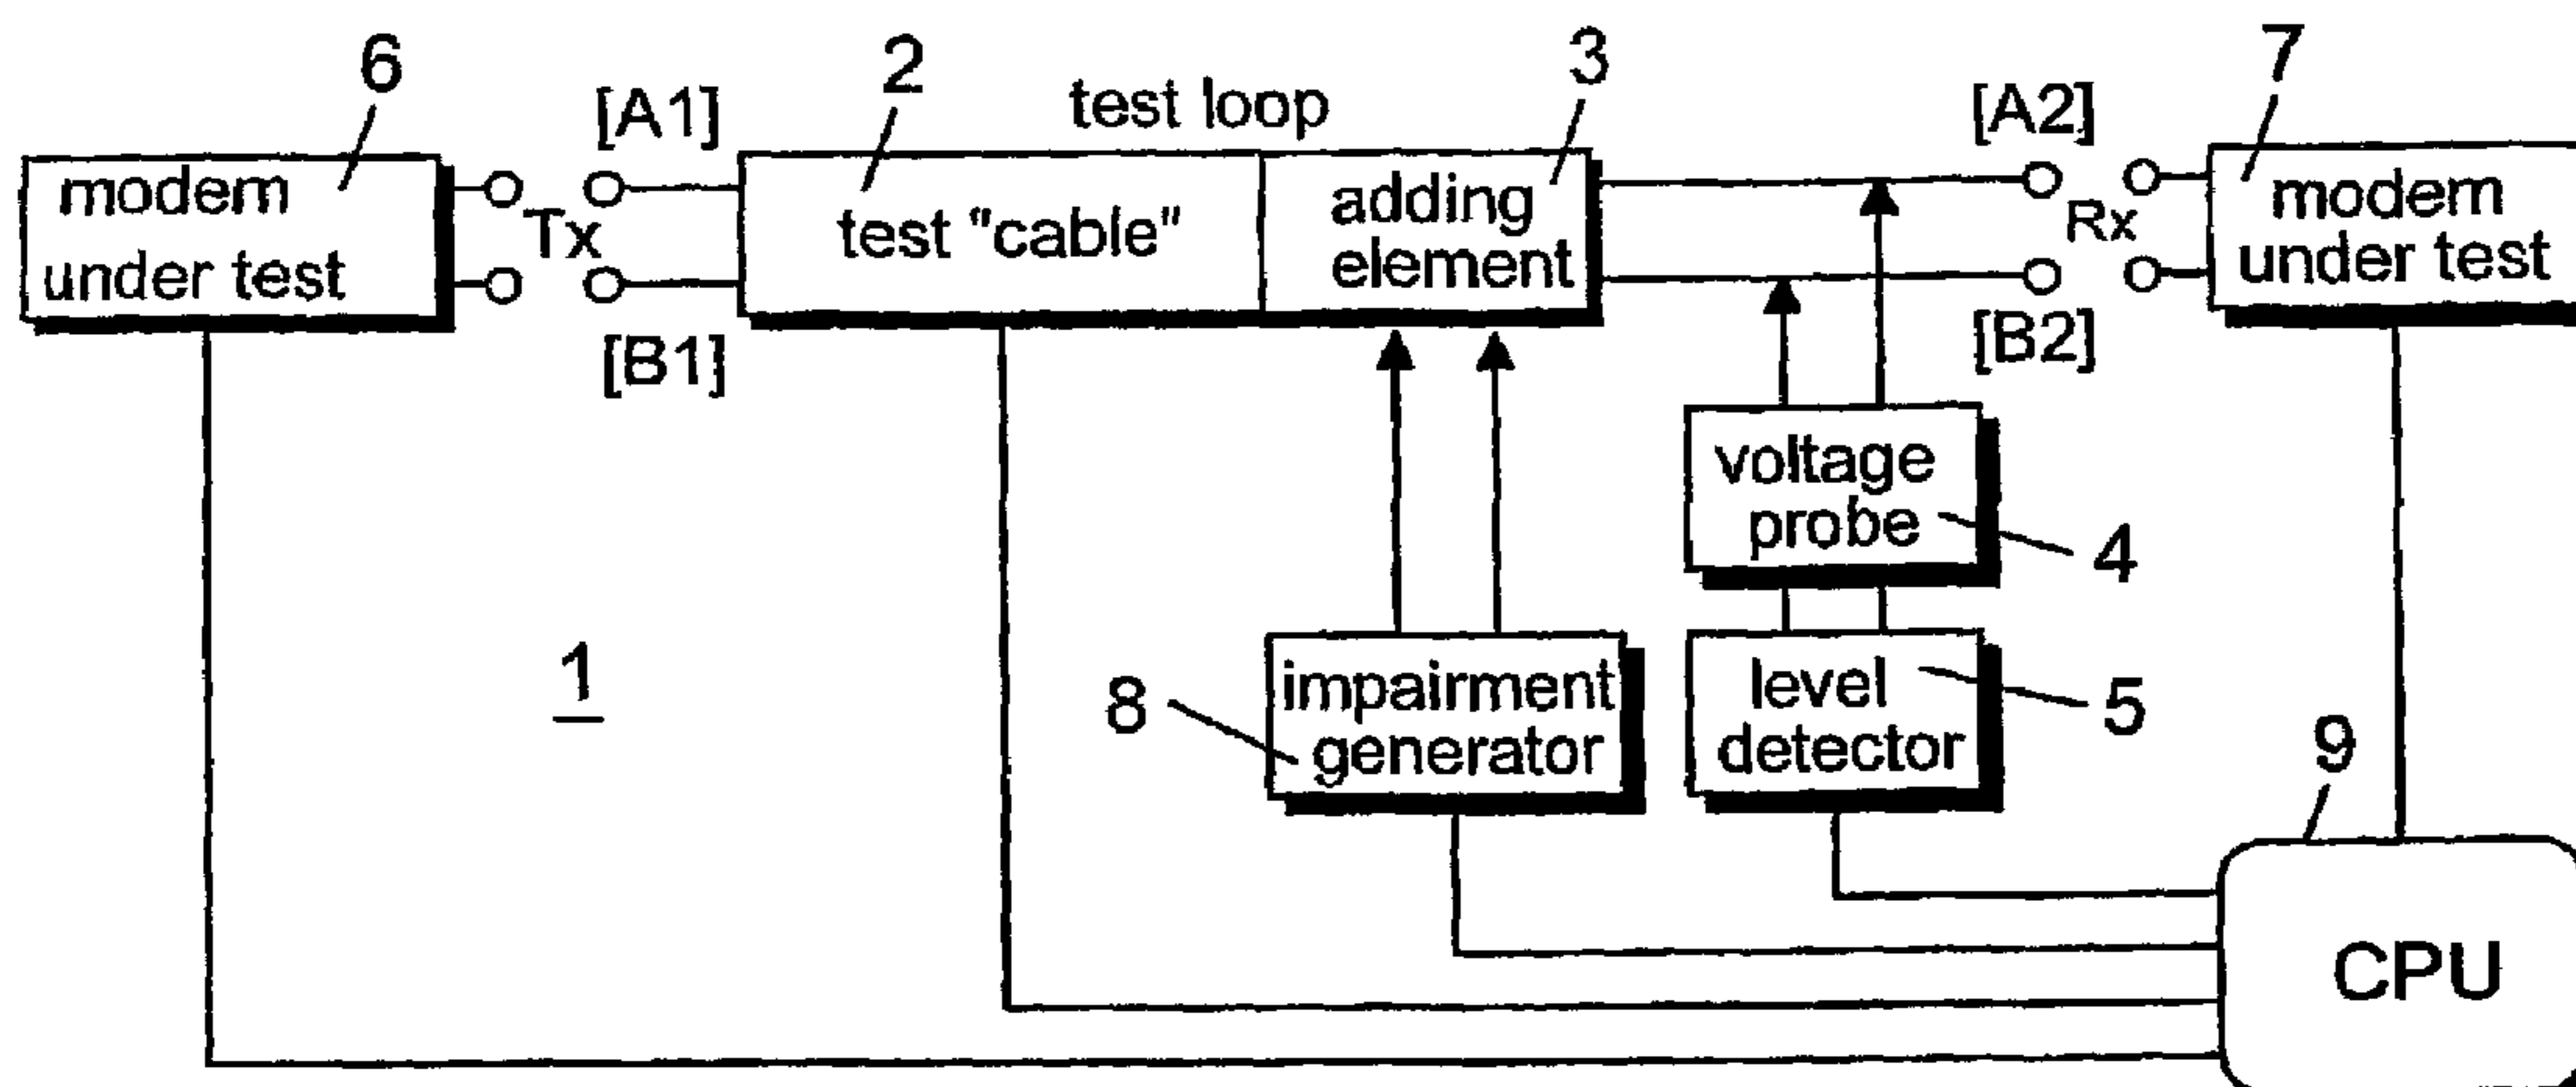 6
[A1]
2
test loop
3
[A2]
7
modem
under test
Tx
test "cable"
adding
element
Rx
modem
under test
[B1]
[B2]
voltage
probe
4
1
8
impairment
generator
level
detector
5
9
CPU